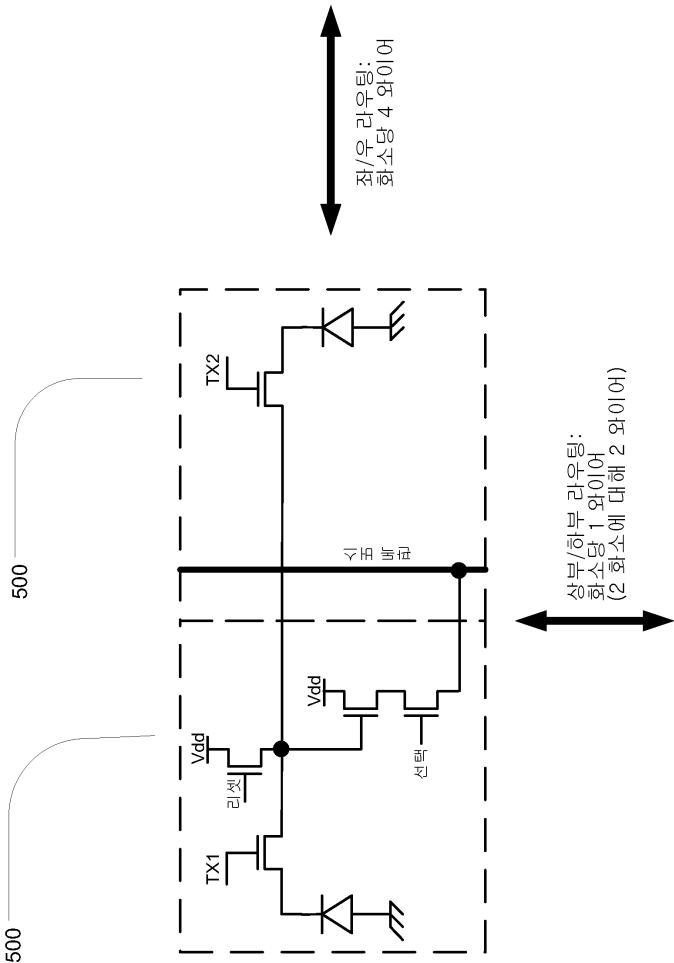 500
500
TX1
리셋
Vdd
Vdd
선택
판독 버스
TX2
좌/우 라우팅:
화소당 4 와이어
상부/하부 라우팅:
화소당 1 와이어
(2 화소에 대해 2 와이어)